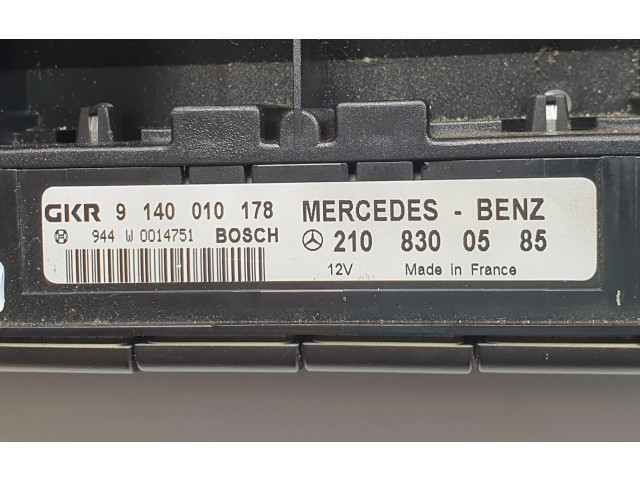 GKR 9 140 010 178 MERCEDES - BENZ
944 W 0014751 BOSCH 210 830 05 85
12V Made in France